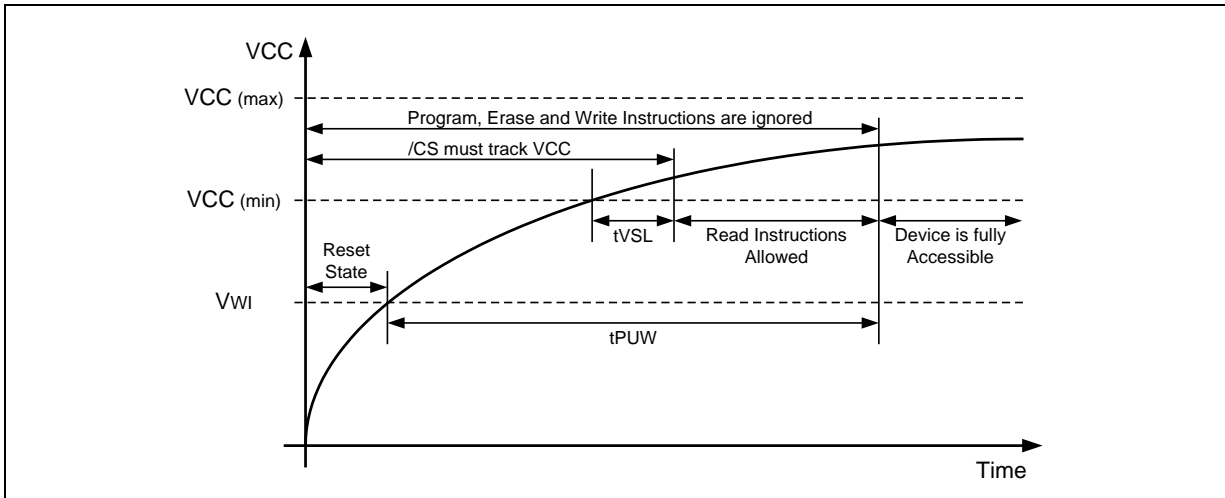 VCC
VCC (max)
Program, Erase and Write Instructions are ignored
/CS must track VCC
VCC (min)
tVSL
Read Instructions
Allowed
Device is fully
Accessible
Reset
State
VWI
tPUW
Time